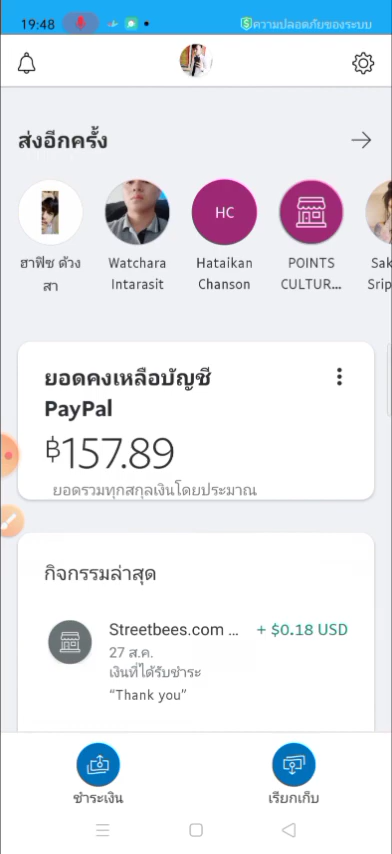 19:48
ความปลอดภัยของระบบ
ส่งอีกครั้ง
HC
ฮาฟิซ ด้วง
สา
Watchara
Intarasit
Hataikan
Chanson
POINTS
CULTUR...
Sak
Srip
ยอดคงเหลือบัญชี
PayPal
฿157.89
ยอดรวมทุกสกุลเงินโดยประมาณ
กิจกรรมล่าสุด
Streetbees.com ... + $0.18 USD
27 ส.ค.
เงินที่ได้รับชำระ
“Thank you”
ชำระเงิน
เรียกเก็บ